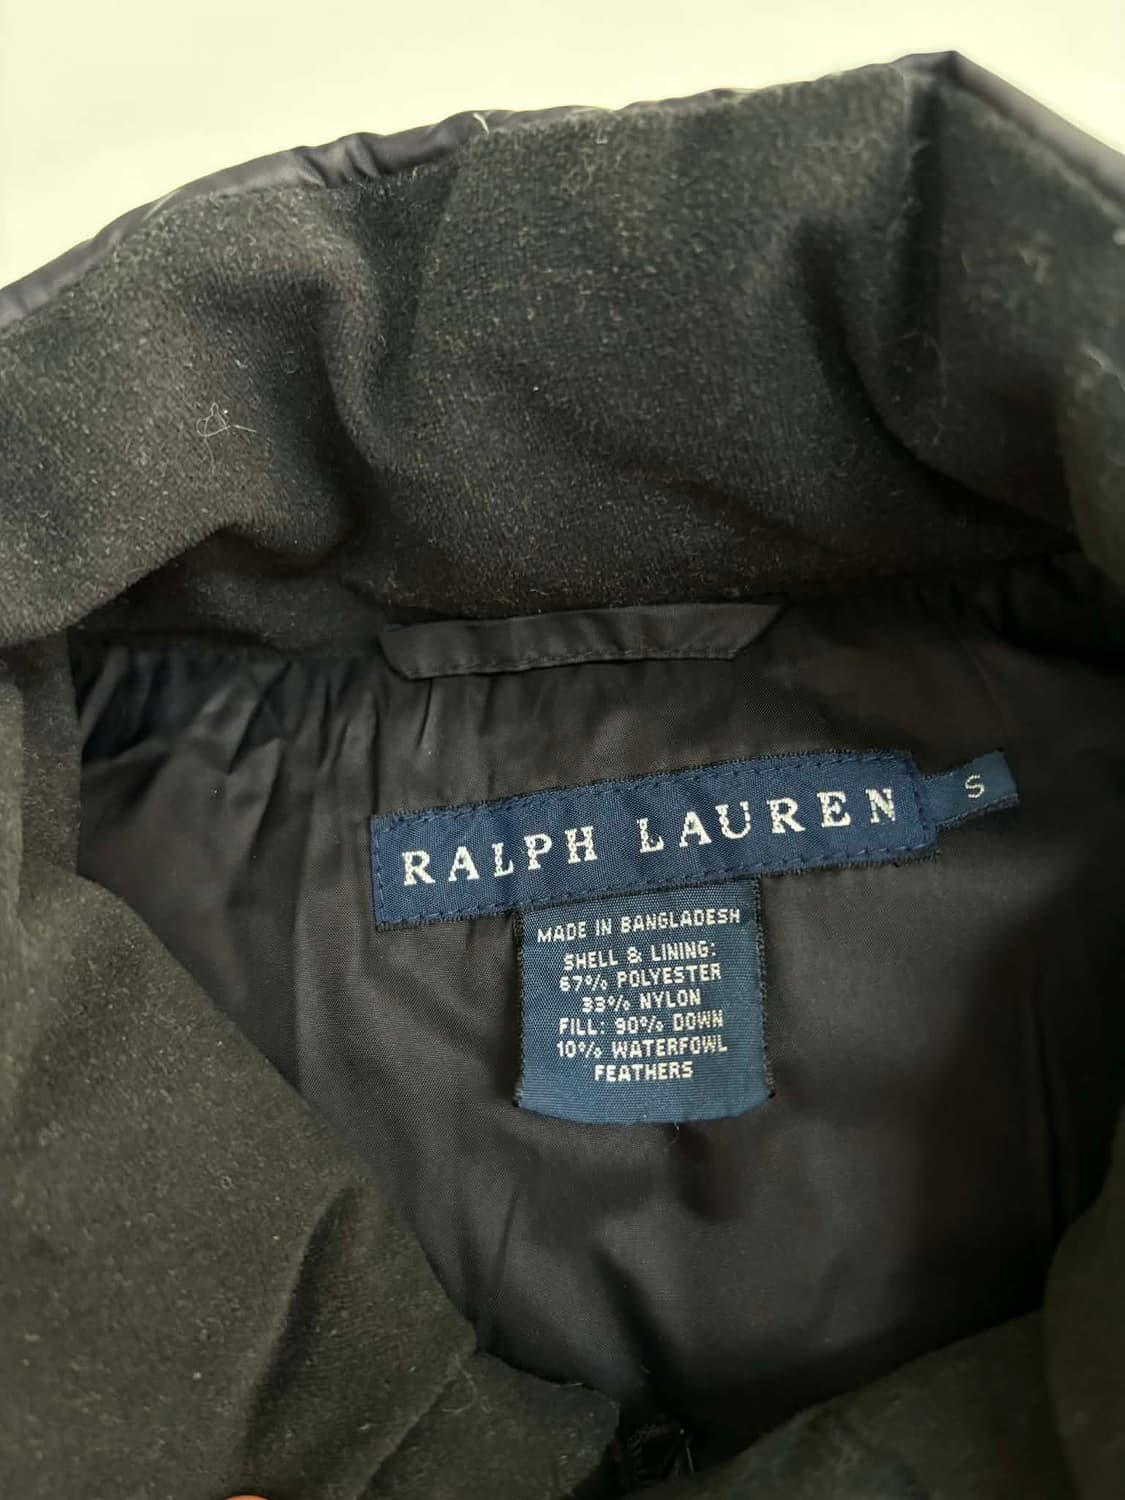 RALPH LAUREN
S
MADE IN BANGLADESH
SHELL & LINING:
67% POLYESTER
33% NYLON
FILL: 90% DOWN
10% WATERFOWL
FEATHERS